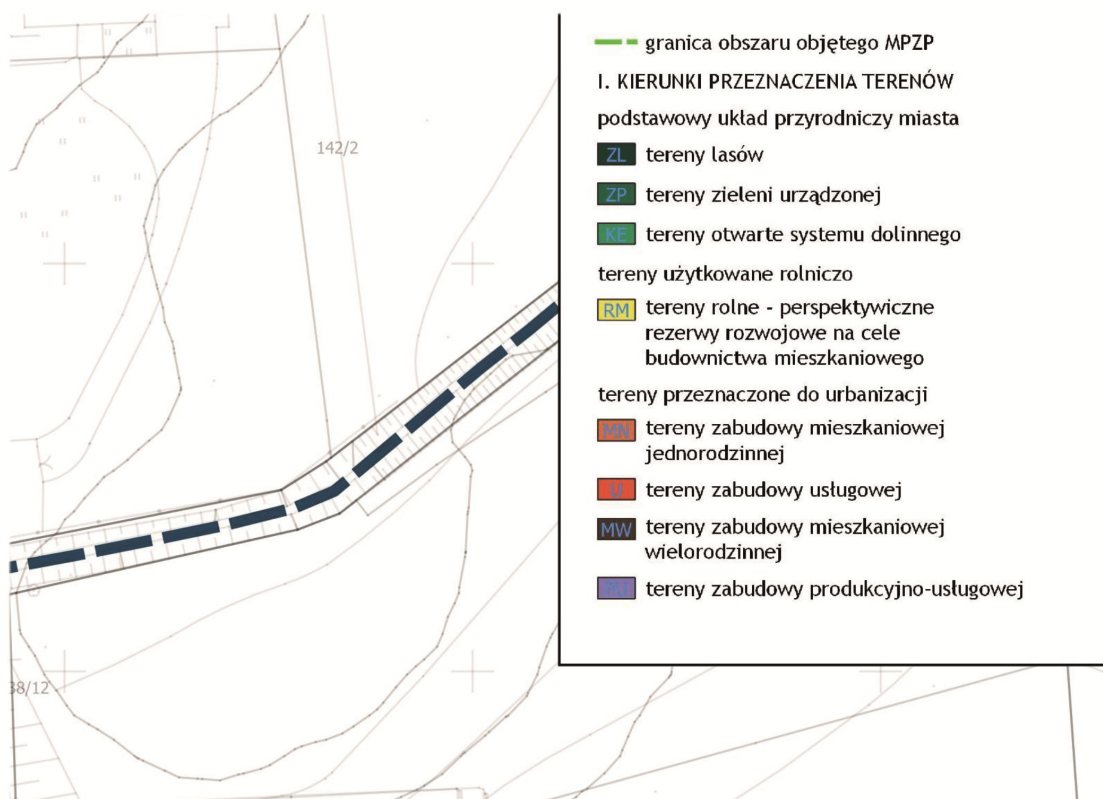 142/2
38/12
granica obszaru objętego MPZP
I. KIERUNKI PRZEZNACZENIA TERENÓW
podstawowy układ przyrodniczy miasta
ZL tereny lasów
ZP tereny zieleni urządzonej
KE tereny otwarte systemu dolinnego
tereny użytkowane rolniczo
RM tereny rolne - perspektywiczne
rezerwy rozwojowe na cele
budownictwa mieszkaniowego
tereny przeznaczone do urbanizacji
MN tereny zabudowy mieszkaniowej
jednorodzinnej
U tereny zabudowy usługowej
MW tereny zabudowy mieszkaniowej
wielorodzinnej
tereny zabudowy produkcyjno-usługowej